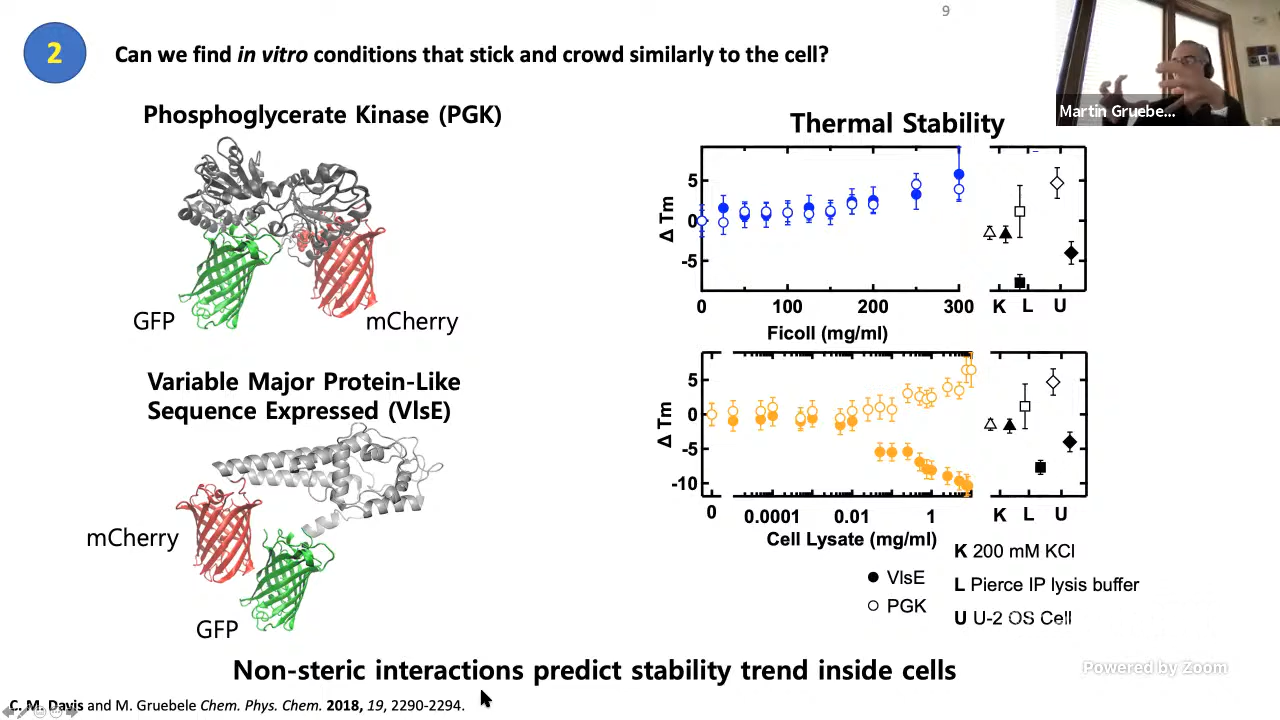 9
2
Can we find in vitro conditions that stick and crowd similarly to the cell?
Martin Gruebe...
Phosphoglycerate Kinase (PGK)
GFP
mCherry
Variable Major Protein-Like
Sequence Expressed (VlsE)
mCherry
GFP
Thermal Stability
Δ Tm
5
0
-5
0
100
200
300
K
L
U
Ficoll (mg/ml)
Δ Tm
5
0
-5
-10
0
0.0001
0.01
1
K
L
U
Cell Lysate (mg/ml)
VlsE
PGK
K 200 mM KCl
L Pierce IP lysis buffer
U U-2 OS Cell
Non-steric interactions predict stability trend inside cells
Powered by Zoom
C. M. Davis and M. Gruebele Chem. Phys. Chem. 2018, 19, 2290-2294.